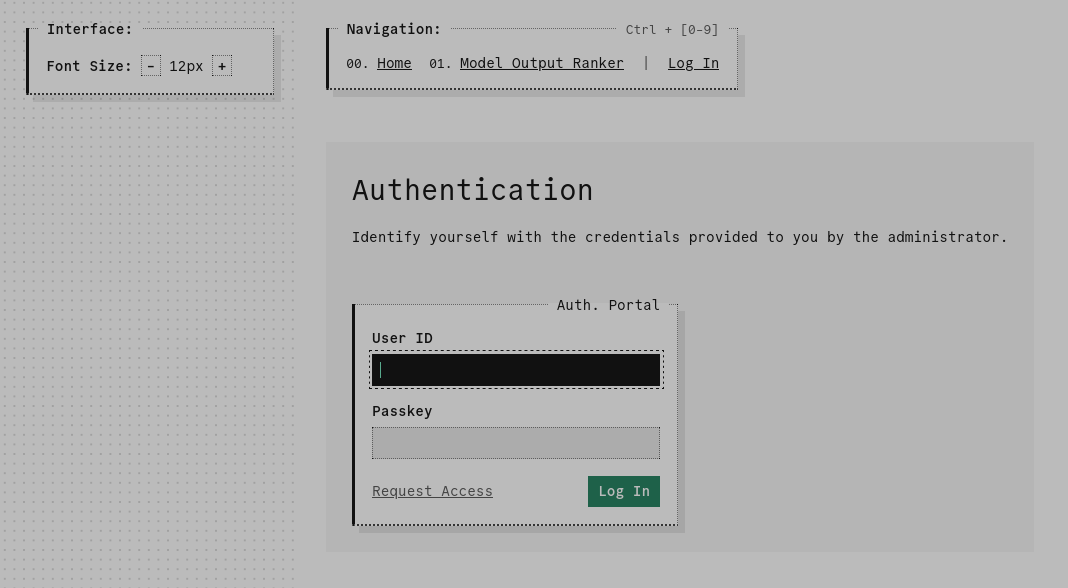 Interface:
Font Size: - 12px +
Navigation: Ctrl + [0-9]
00. Home 01. Model Output Ranker | Log In
Authentication
Identify yourself with the credentials provided to you by the administrator.
Auth. Portal
User ID
Passkey
Request Access Log In